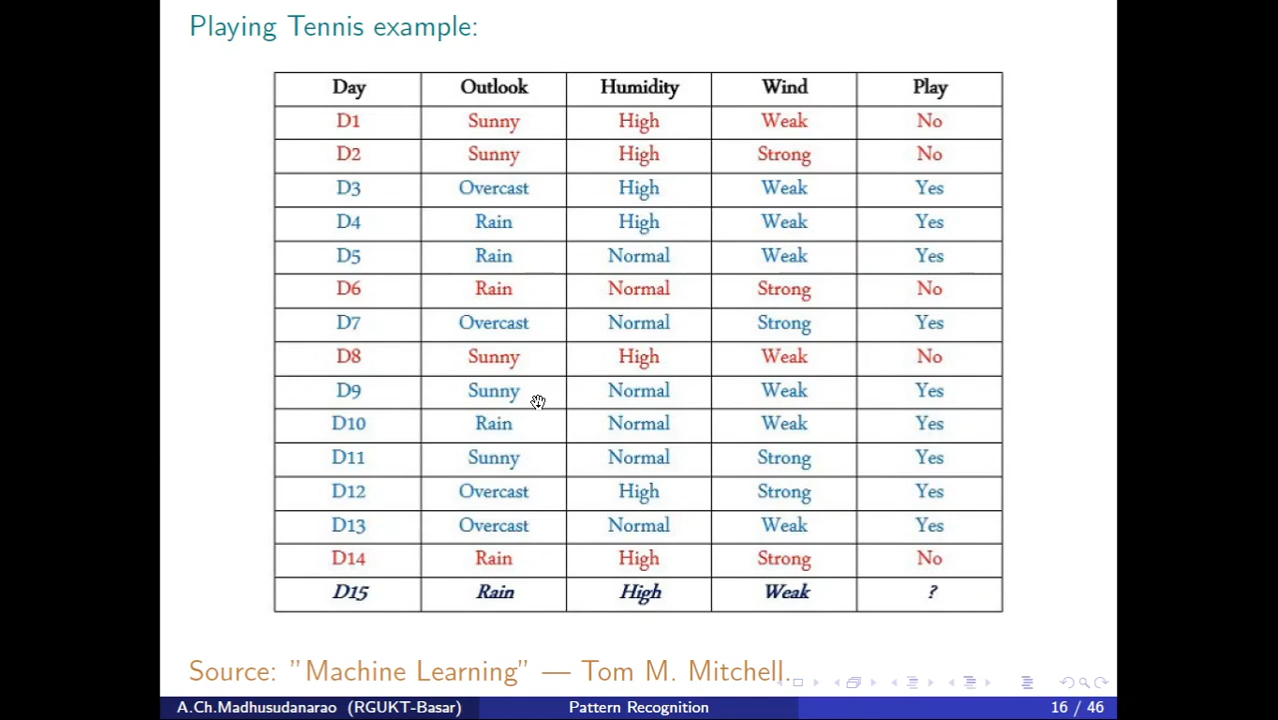 Playing Tennis example:
Day Outlook Humidity Wind Play
D1 Sunny High Weak No
D2 Sunny High Strong No
D3 Overcast High Weak Yes
D4 Rain High Weak Yes
D5 Rain Normal Weak Yes
D6 Rain Normal Strong No
D7 Overcast Normal Strong Yes
D8 Sunny High Weak No
D9 Sunny Normal Weak Yes
D10 Rain Normal Weak Yes
D11 Sunny Normal Strong Yes
D12 Overcast High Strong Yes
D13 Overcast Normal Weak Yes
D14 Rain High Strong No
D15 Rain High Weak ?
Source: ”Machine Learning” — Tom M. Mitchell.
A.Ch.Madhusudanarao (RGUKT-Basar) Pattern Recognition 16 / 46